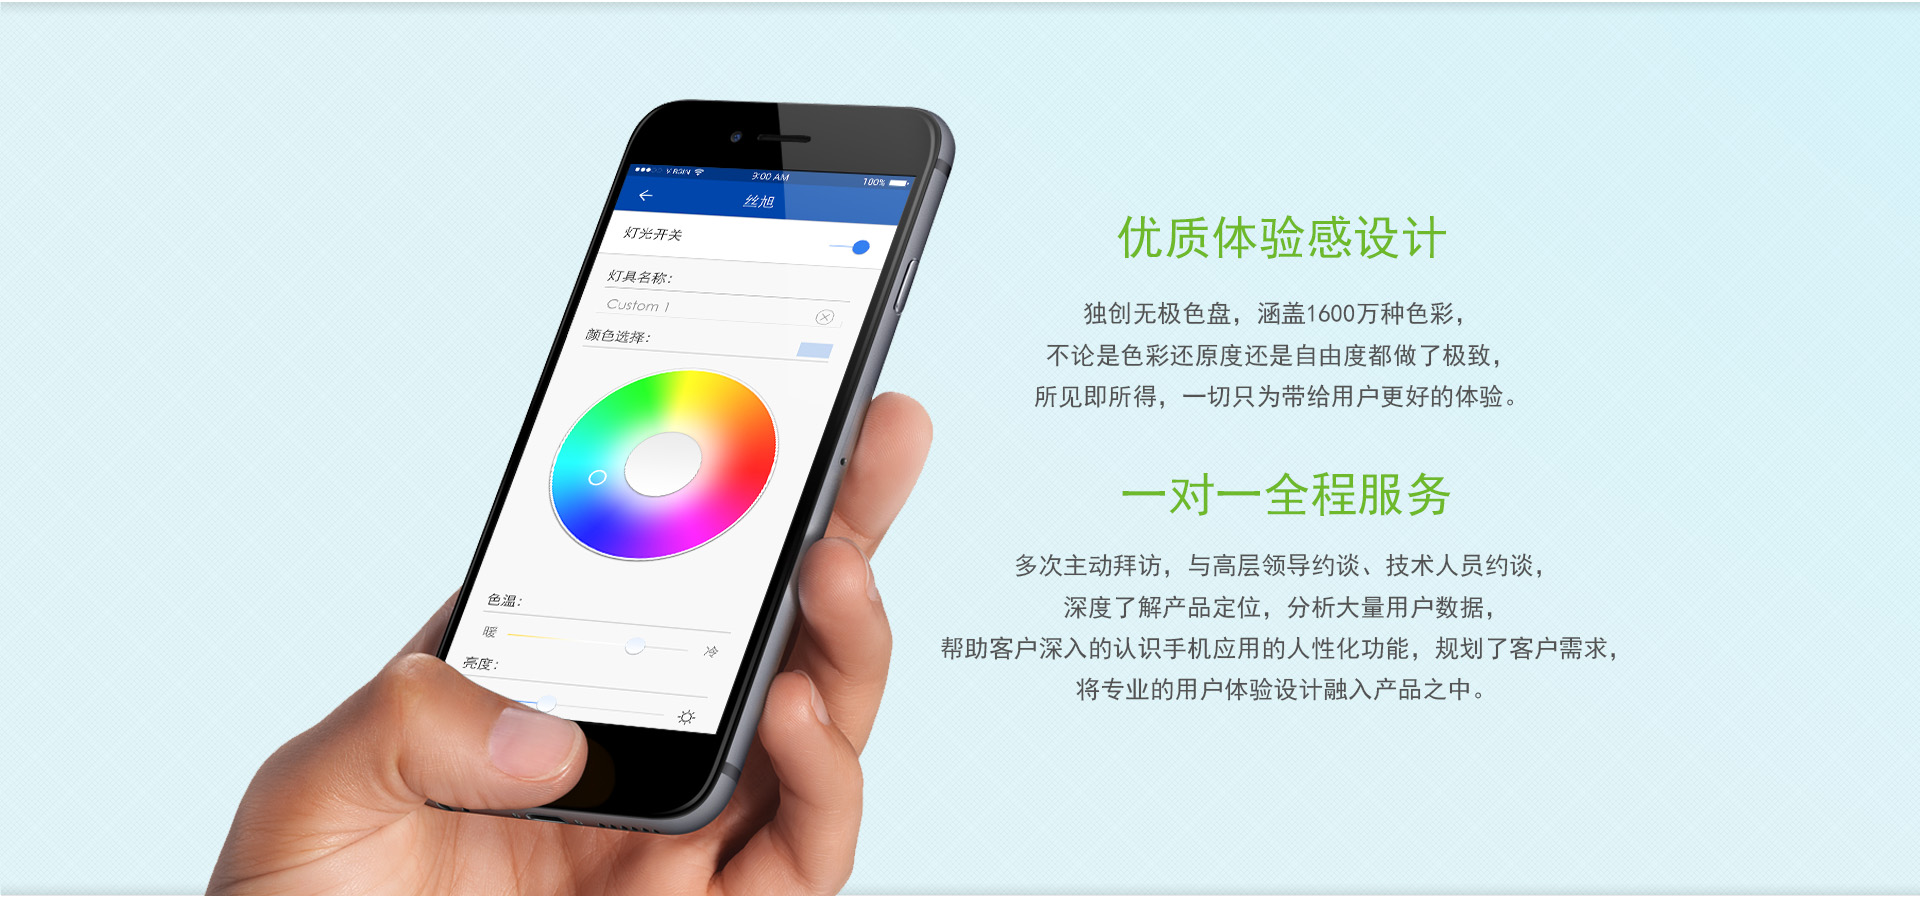 9:00 AM
100%
丝旭
灯光开关
灯具名称：
Custom 1
颜色选择：
色温：
暖
冷
亮度：
优质体验感设计
独创无极色盘，涵盖1600万种色彩，
不论是色彩还原度还是自由度都做了极致，
所见即所得，一切只为带给用户更好的体验。
一对一全程服务
多次主动拜访，与高层领导约谈、技术人员约谈，
深度了解产品定位，分析大量用户数据，
帮助客户深入的认识手机应用的人性化功能，规划了客户需求，
将专业的用户体验设计融入产品之中。